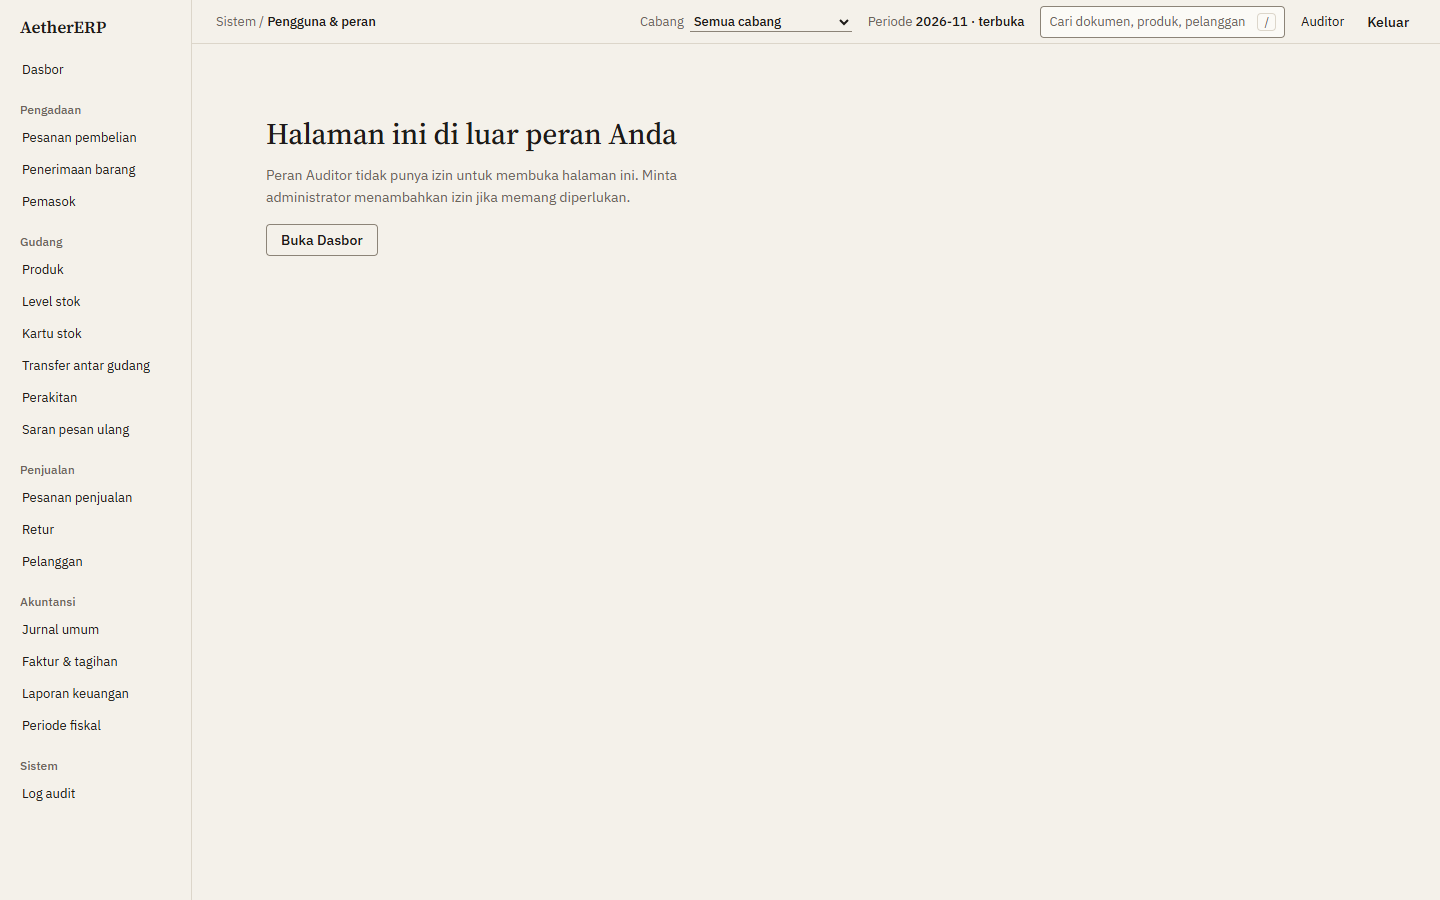 AetherERP
Dasbor
Pengadaan
Pesanan pembelian
Penerimaan barang
Pemasok
Gudang
Produk
Level stok
Kartu stok
Transfer antar gudang
Perakitan
Saran pesan ulang
Penjualan
Pesanan penjualan
Retur
Pelanggan
Akuntansi
Jurnal umum
Faktur & tagihan
Laporan keuangan
Periode fiskal
Sistem
Log audit
Sistem / Pengguna & peran
Cabang Semua cabang
Periode 2026-11 · terbuka
Cari dokumen, produk, pelanggan /
Auditor
Keluar
Halaman ini di luar peran Anda
Peran Auditor tidak punya izin untuk membuka halaman ini. Minta
administrator menambahkan izin jika memang diperlukan.
Buka Dasbor